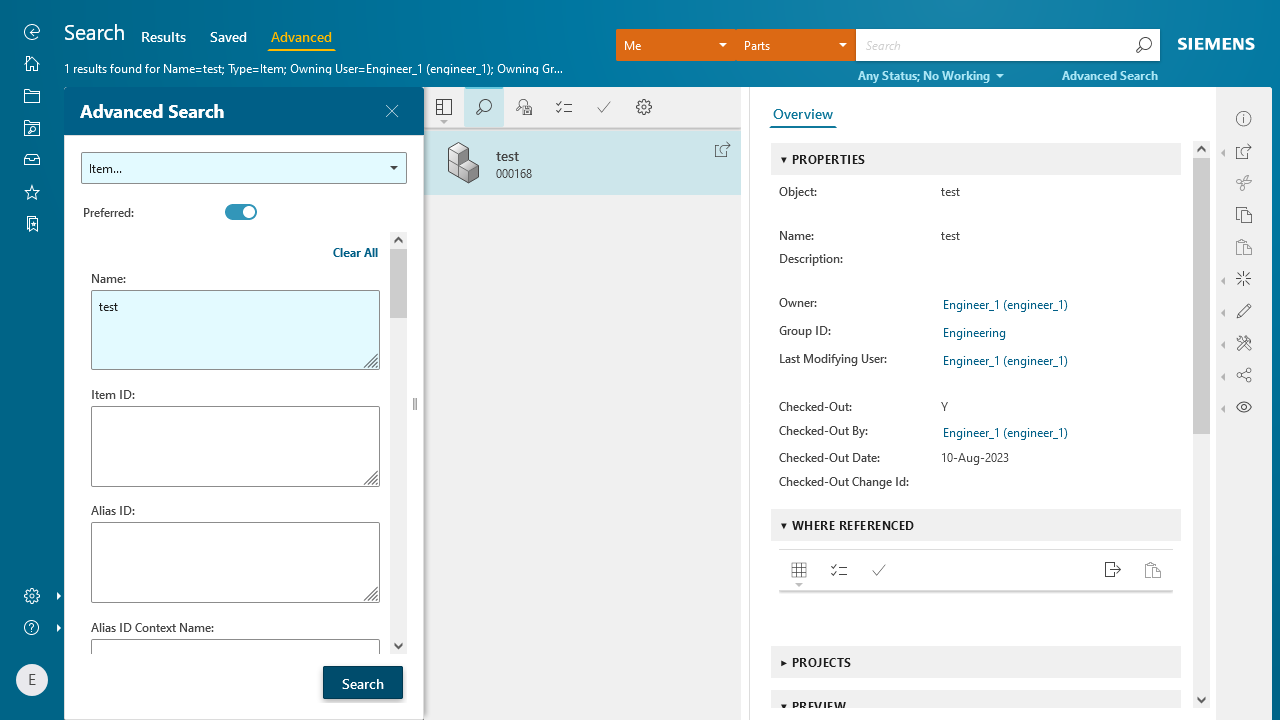 Search
Results
Saved
Advanced
Me
Parts
Search
SIEMENS
1 results found for Name=test; Type=Item; Owning User=Engineer_1 (engineer_1); Owning Gr...
Any Status; No Working
Advanced Search
Advanced Search
Item...
Preferred:
Clear All
Name:
test
Item ID:
Alias ID:
Alias ID Context Name:
Search
E
test
000168
Overview
PROPERTIES
Object: test
Name: test
Description:
Owner: Engineer_1 (engineer_1)
Group ID: Engineering
Last Modifying User: Engineer_1 (engineer_1)
Checked-Out: Y
Checked-Out By: Engineer_1 (engineer_1)
Checked-Out Date: 10-Aug-2023
Checked-Out Change Id:
WHERE REFERENCED
PROJECTS
PREVIEW